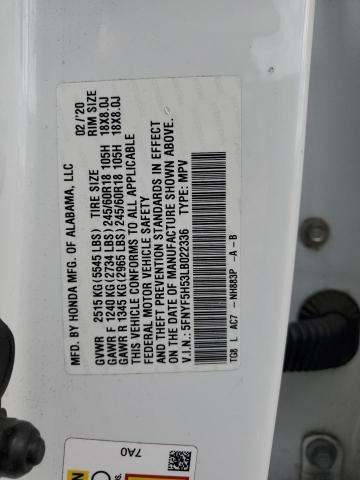 MFD. BY HONDA MFG. OF ALABAMA, LLC 02/'20
TIRE SIZE RIM SIZE
GVWR 2515 KG(5545 LBS)
GAWR F 1240 KG(2734 LBS) 245/60R18 105H 18X8.0J
GAWR R 1345 KG(2965 LBS) 245/60R18 105H 18X8.0J
THIS VEHICLE CONFORMS TO ALL APPLICABLE
FEDERAL MOTOR VEHICLE SAFETY
AND THEFT PREVENTION STANDARDS IN EFFECT
ON THE DATE OF MANUFACTURE SHOWN ABOVE.
V.I.N.: 5FNYF5H53LB022336 TYPE: MPV
TG8 L AC7 -NH883P -A -B
7A0